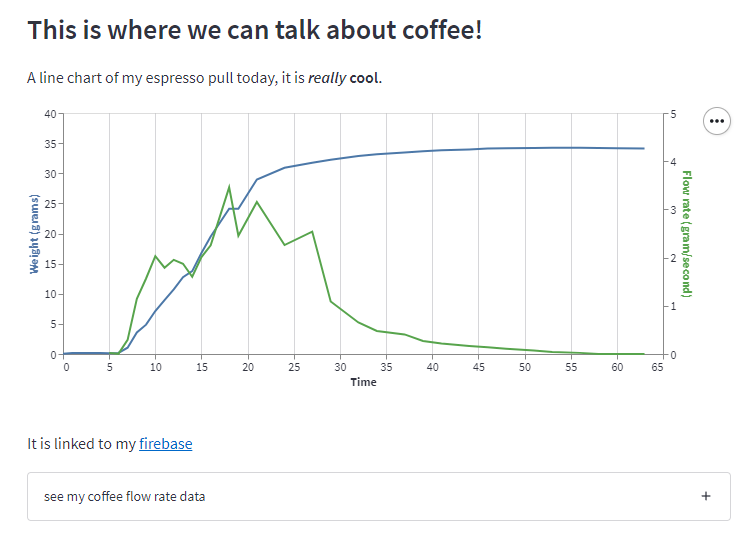 This is where we can talk about coffee!
A line chart of my espresso pull today, it is really cool.
40
35
30
25
20
15
10
5
0
Weight (grams)
5
4
3
2
1
0
Flow rate (gram/second)
0 5 10 15 20 25 30 35 40 45 50 55 60 65
Time
It is linked to my firebase
see my coffee flow rate data +